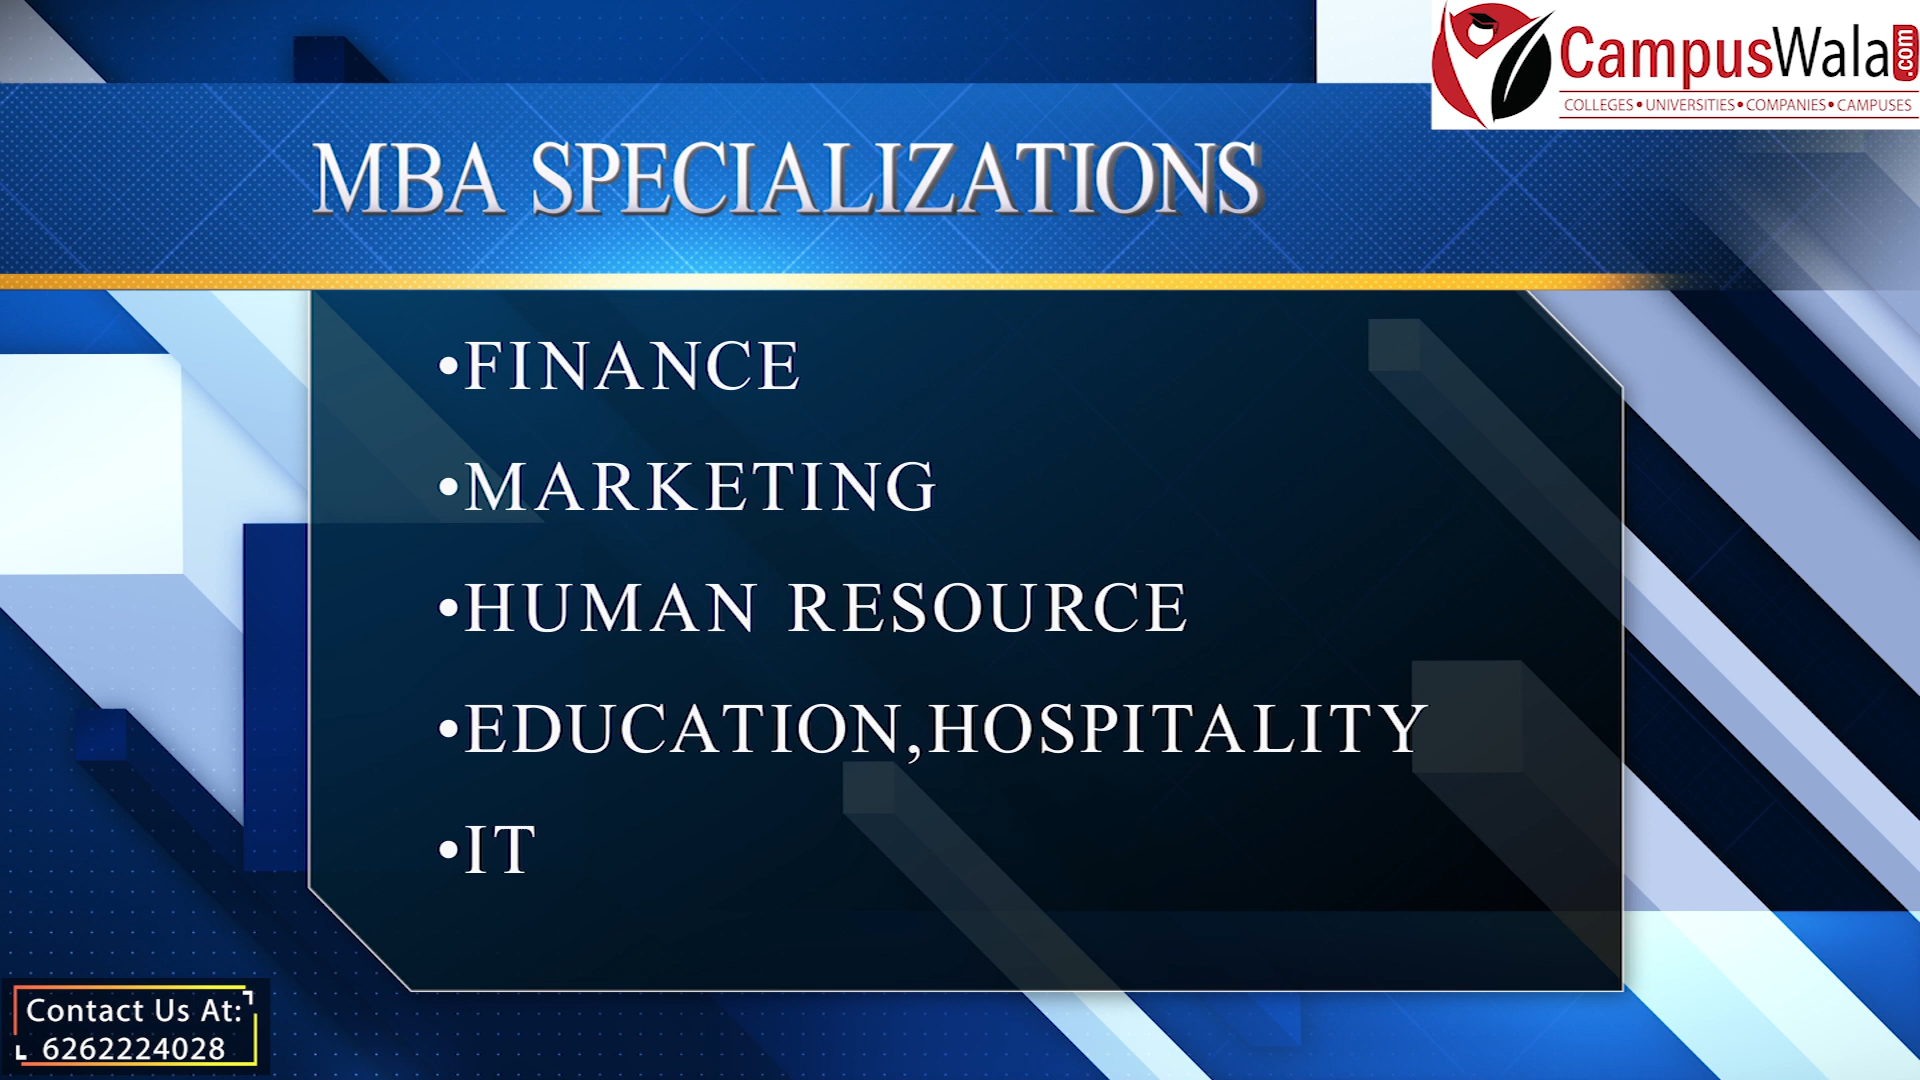 CampusWala.com
COLLEGES•UNIVERSITIES•COMPANIES•CAMPUSES
MBA SPECIALIZATIONS
•FINANCE
•MARKETING
•HUMAN RESOURCE
•EDUCATION,HOSPITALITY
•IT
Contact Us At:
6262224028